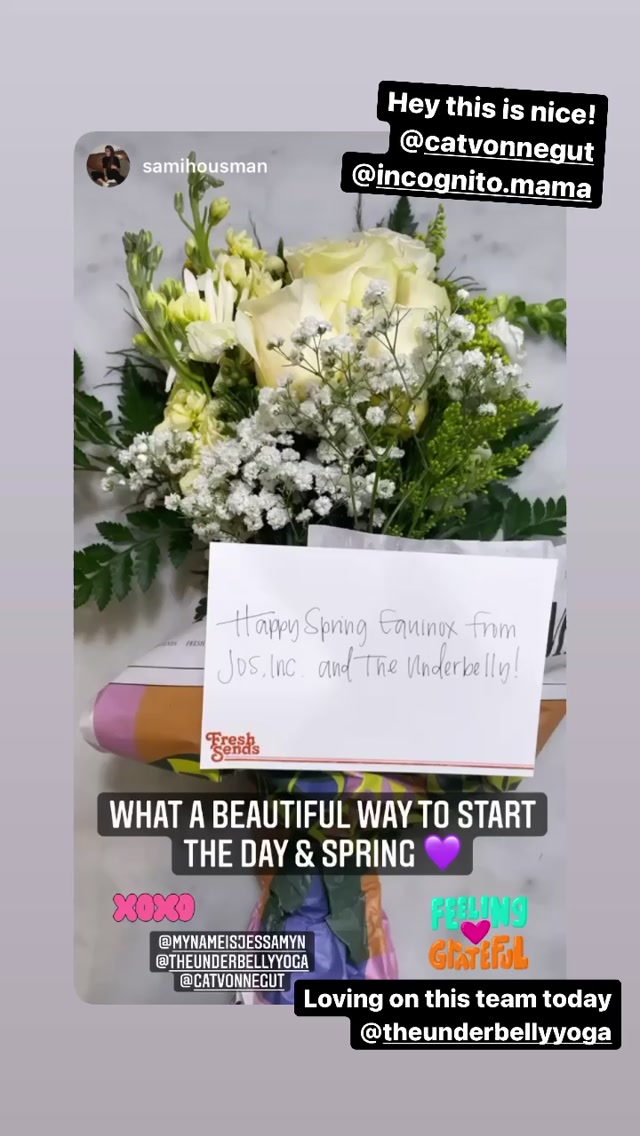 Hey this is nice!
@catvonnegut
@incognito.mama
samihousman
Happy Spring Equinox from
JDS, Inc. and The Underbelly!
Fresh
Sends
WHAT A BEAUTIFUL WAY TO START
THE DAY & SPRING 💜
XOXO
FEELING
GRATEFUL
@MYNAMEISJESSAMYN
@THEUNDERBELLYYOGA
@CATVONNEGUT
Loving on this team today
@theunderbellyyoga